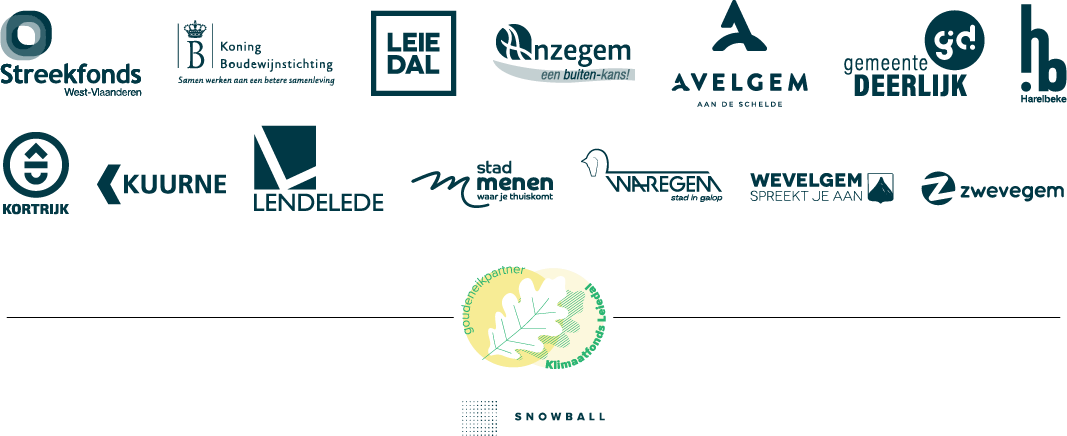 Streekfonds
West-Vlaanderen
B
Koning
Boudewijnstichting
Samen werken aan een betere samenleving
LEIE
DAL
Anzegem
een buiten-kans!
AVELGEM
AAN DE SCHELDE
gemeente
DEERLIJK
gd!
h.b
Harelbeke
KORTRIJK
KUURNE
LENDELEDE
m
stad
menen
waar je thuiskomt
WAREGEM
stad in galop
WEVELGEM
SPREEKT JE AAN
zwevegem
goudeneikpartner
Klimaatfonds Leiedal
SNOWBALL